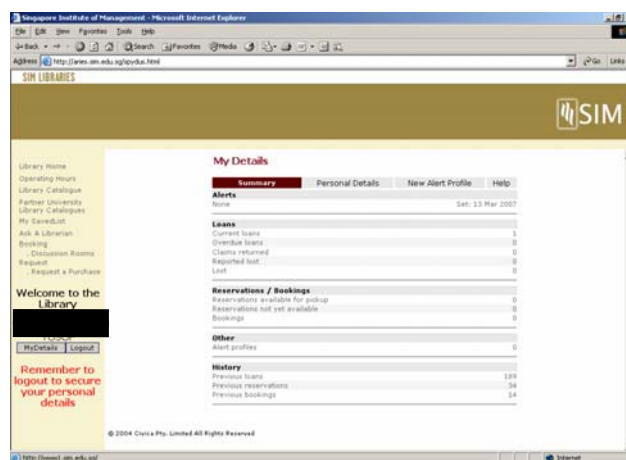 Singapore Institute of Management - Microsoft Internet Explorer
File Edit View Favorites Tools Help
Back Search Favorites Media
Address http://aries.sim.edu.sg/spydus.html Go Links
SIM LIBRARIES
SIM
My Details
Summary Personal Details New Alert Profile Help
Alerts
None Set: 13 Mar 2007
Loans
Current loans 1
Overdue loans 0
Claims returned 0
Reported lost 0
Lost 0
Reservations / Bookings
Reservations available for pickup 0
Reservations not yet available 0
Bookings 0
Other
Alert profiles 0
History
Previous loans 189
Previous reservations 34
Previous bookings 14
Library Home
Operating Hours
Library Catalogue
Partner University
Library Catalogues
My SavedList
Ask A Librarian
Booking
. Discussion Rooms
Request
. Request a Purchase
Welcome to the
Library
MyDetails Logout
Remember to
logout to secure
your personal
details
© 2004 Civica Pty. Limited All Rights Reserved
http://www1.sim.edu.sg/ Internet